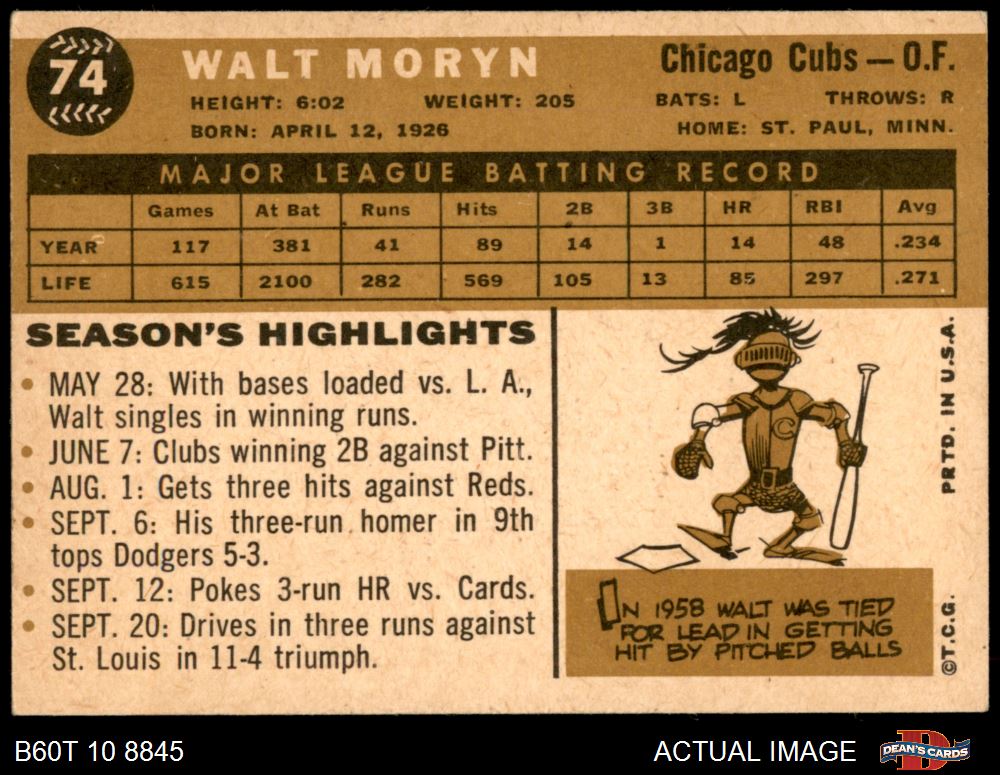 74
WALT MORYN
Chicago Cubs — O.F.
HEIGHT: 6:02 WEIGHT: 205 BATS: L THROWS: R
BORN: APRIL 12, 1926 HOME: ST. PAUL, MINN.
MAJOR LEAGUE BATTING RECORD
Games At Bat Runs Hits 2B 3B HR RBI Avg
YEAR 117 381 41 89 14 1 14 48 .234
LIFE 615 2100 282 569 105 13 85 297 .271
SEASON'S HIGHLIGHTS
• MAY 28: With bases loaded vs. L. A.,
Walt singles in winning runs.
• JUNE 7: Clubs winning 2B against Pitt.
• AUG. 1: Gets three hits against Reds.
• SEPT. 6: His three-run homer in 9th
tops Dodgers 5-3.
• SEPT. 12: Pokes 3-run HR vs. Cards.
• SEPT. 20: Drives in three runs against
St. Louis in 11-4 triumph.
C
IN 1958 WALT WAS TIED
FOR LEAD IN GETTING
HIT BY PITCHED BALLS
©T.C.G. PRTD. IN U.S.A.
B60T 10 8845
ACTUAL IMAGE
DEAN'S CARDS